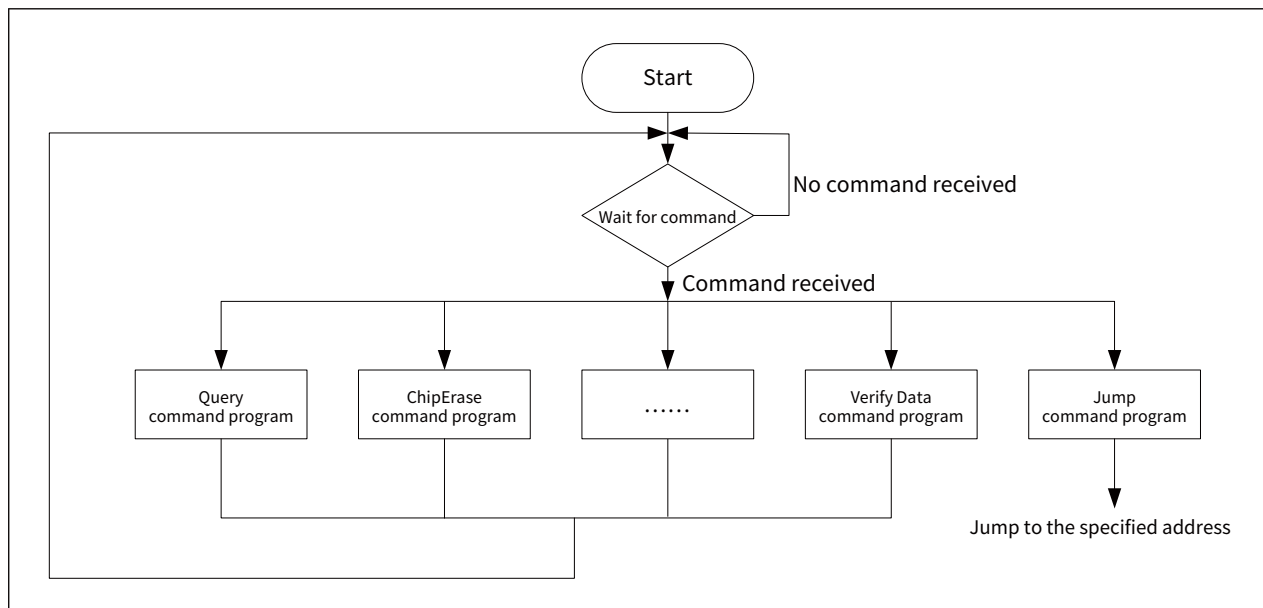 Start
No command received
Wait for command
Command received
Query
command program
ChipErase
command program
......
Verify Data
command program
Jump
command program
Jump to the specified address